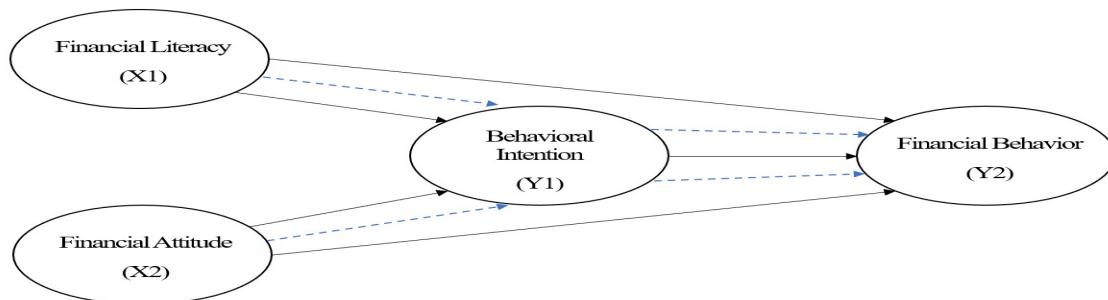 Financial Literacy
(X1)
Behavioral
Intention
(Y1)
Financial Behavior
(Y2)
Financial Attitude
(X2)